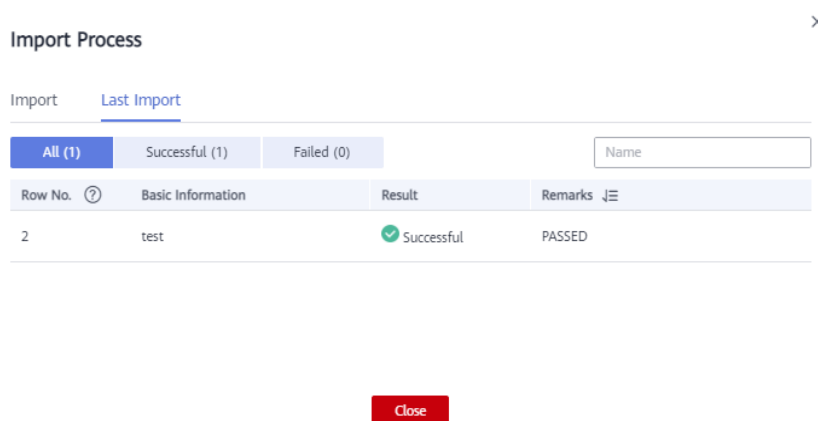 Import Process
Import Last Import
All (1) Successful (1) Failed (0) Name
Row No. ? Basic Information Result Remarks
2 test Successful PASSED
Close